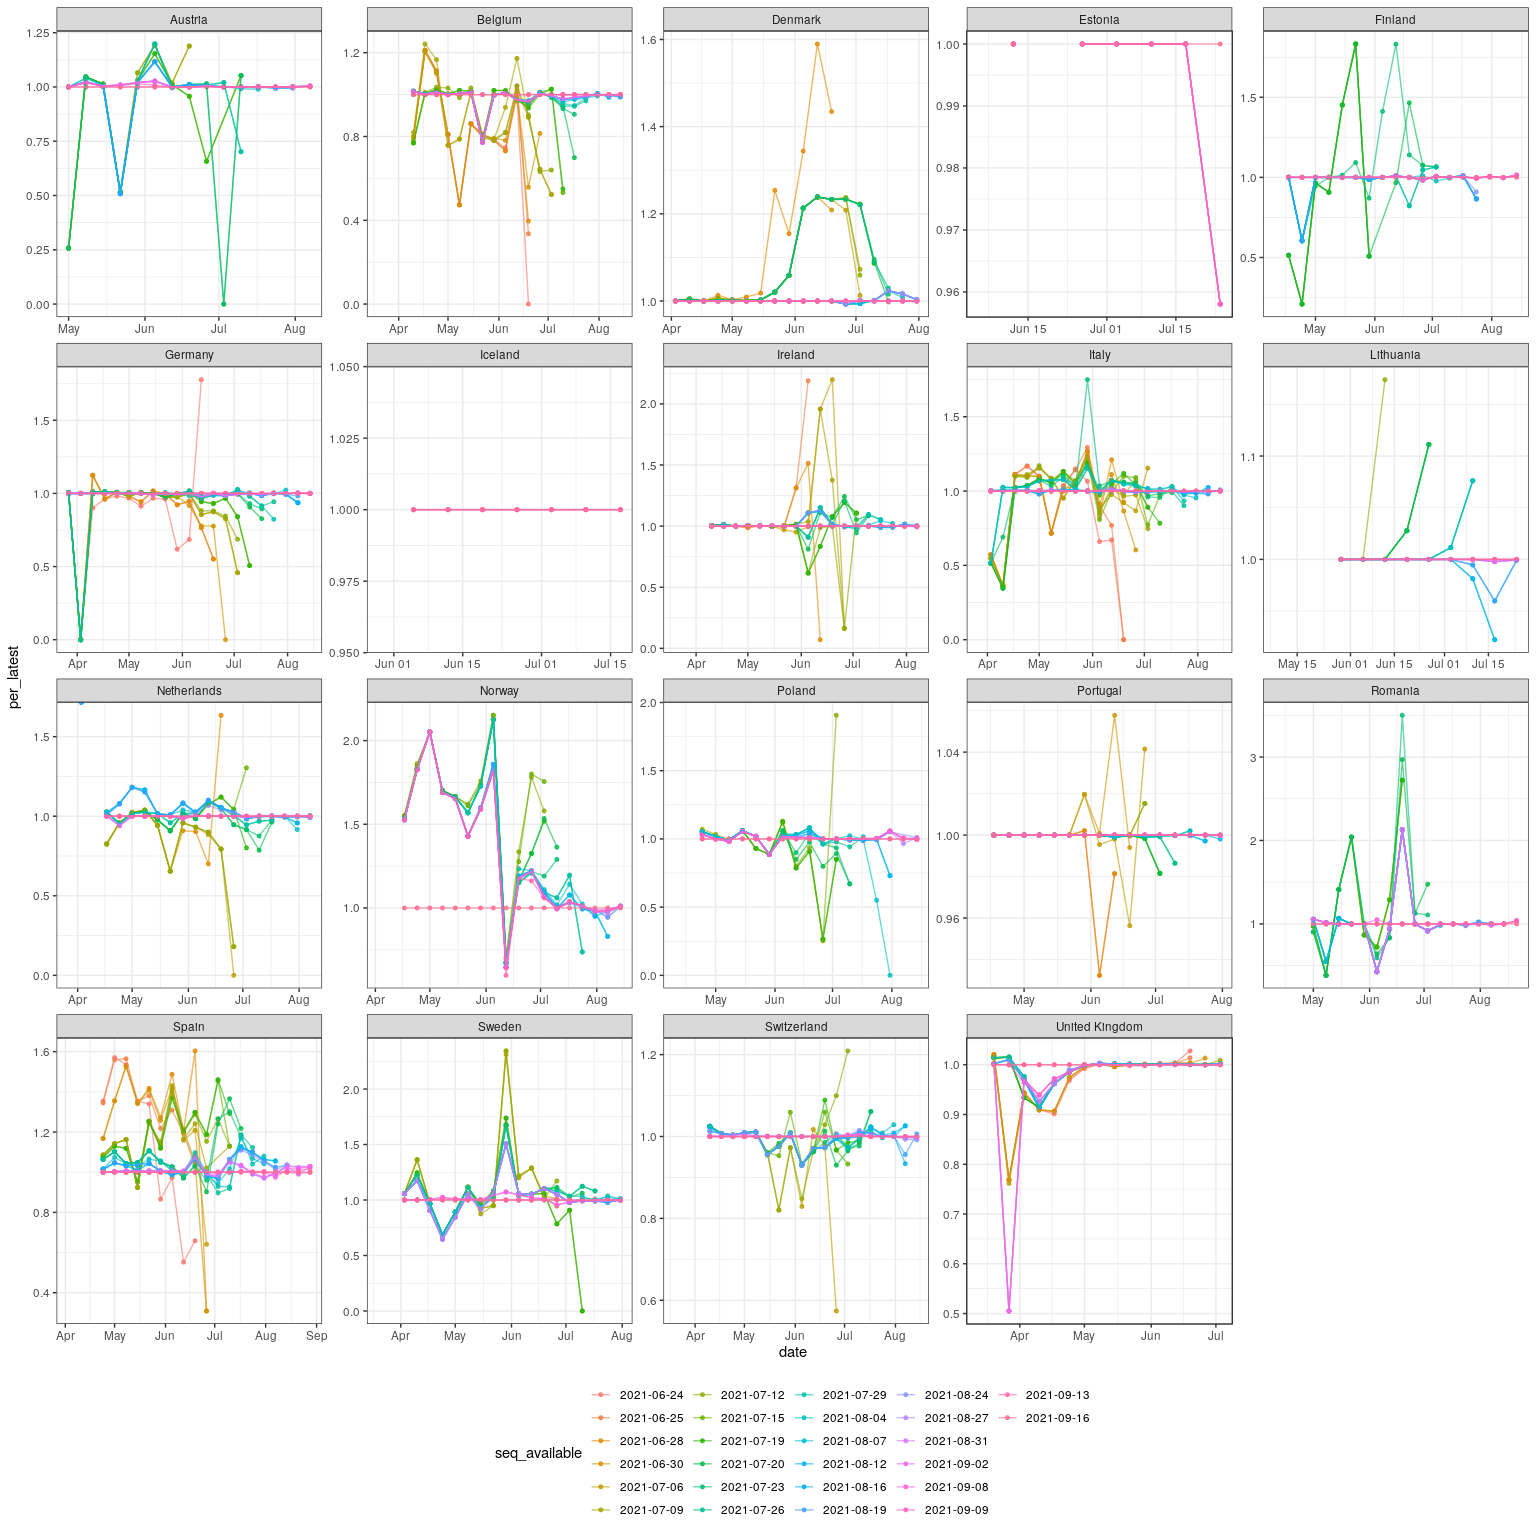 Austria Belgium Denmark Estonia Finland
1.25
1.00
0.75
0.50
0.25
0.00
May Jun Jul Aug
1.2
0.8
0.4
0.0
Apr May Jun Jul Aug
1.6
1.4
1.2
1.0
Apr May Jun Jul Aug
1.00
0.99
0.98
0.97
0.96
Jun 15 Jul 01 Jul 15
1.5
1.0
0.5
May Jun Jul Aug
Germany Iceland Ireland Italy Lithuania
1.5
1.0
0.5
0.0
Apr May Jun Jul Aug
1.050
1.025
1.000
0.975
0.950
Jun 01 Jun 15 Jul 01 Jul 15
2.0
1.5
1.0
0.5
0.0
Apr May Jun Jul Aug
1.5
1.0
0.5
0.0
Apr May Jun Jul Aug
1.1
1.0
May 15 Jun 01 Jun 15 Jul 01 Jul 15
per_latest
Netherlands Norway Poland Portugal Romania
1.5
1.0
0.5
0.0
Apr May Jun Jul Aug
2.0
1.5
1.0
Apr May Jun Jul Aug
2.0
1.5
1.0
0.5
0.0
May Jun Jul Aug
1.04
1.00
0.96
May Jun Jul Aug
3
2
1
May Jun Jul Aug
Spain Sweden Switzerland United Kingdom
1.6
1.2
0.8
0.4
Apr May Jun Jul Aug Sep
2.0
1.5
1.0
0.5
0.0
Apr May Jun Jul Aug
1.2
1.0
0.8
0.6
Apr May Jun Jul Aug
1.0
0.9
0.8
0.7
0.6
0.5
Apr May Jun Jul
date
seq_available
2021-06-24 2021-07-12 2021-07-29 2021-08-24 2021-09-13
2021-06-25 2021-07-15 2021-08-04 2021-08-27 2021-09-16
2021-06-28 2021-07-19 2021-08-07 2021-08-31
2021-06-30 2021-07-20 2021-08-12 2021-09-02
2021-07-06 2021-07-23 2021-08-16 2021-09-08
2021-07-09 2021-07-26 2021-08-19 2021-09-09